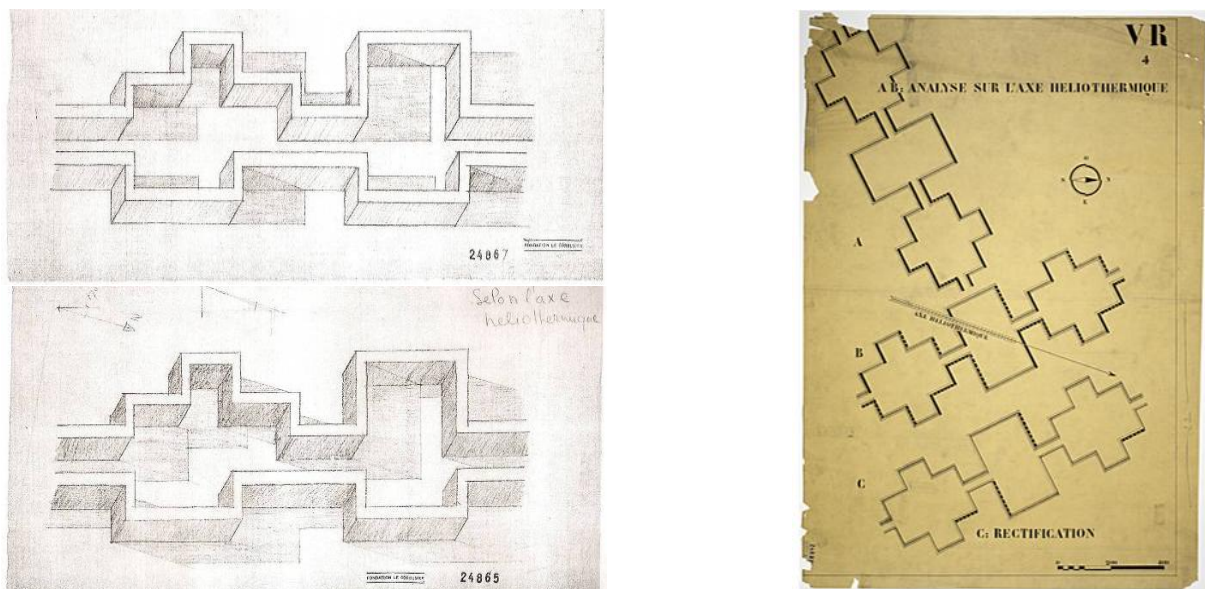 FONDATION LE CORBUSIER
24867
Selon l'axe
heliothermique
N
FONDATION LE CORBUSIER
24865
VR
4
A B: ANALYSE SUR L'AXE HELIOTHERMIQUE
A
AXE HELIOTHERMIQUE
B
C
C: RECTIFICATION